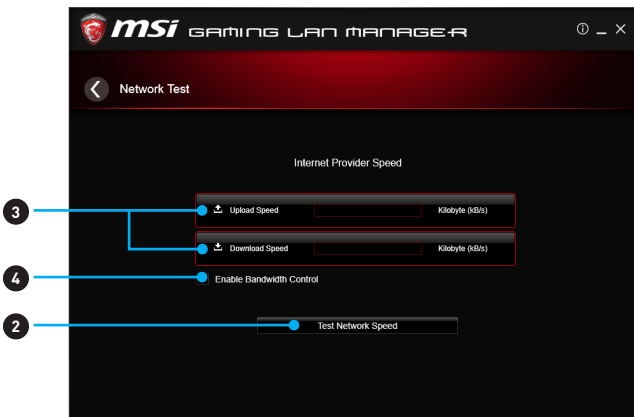 msi GAMING LAN MANAGER
Network Test
Internet Provider Speed
3
Upload Speed Kilobyte (kB/s)
Download Speed Kilobyte (kB/s)
4 Enable Bandwidth Control
2 Test Network Speed